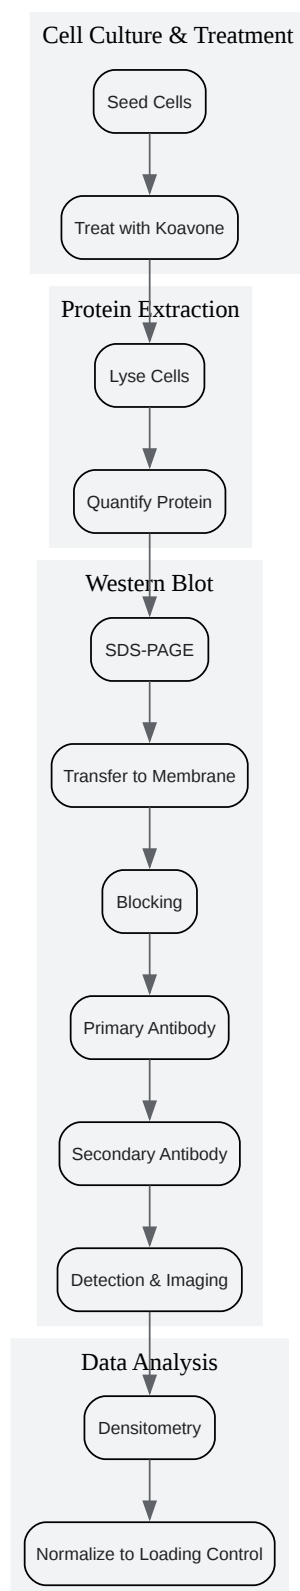 Cell Culture & Treatment
Seed Cells
Treat with Koavone
Protein Extraction
Lyse Cells
Quantify Protein
Western Blot
SDS-PAGE
Transfer to Membrane
Blocking
Primary Antibody
Secondary Antibody
Detection & Imaging
Data Analysis
Densitometry
Normalize to Loading Control